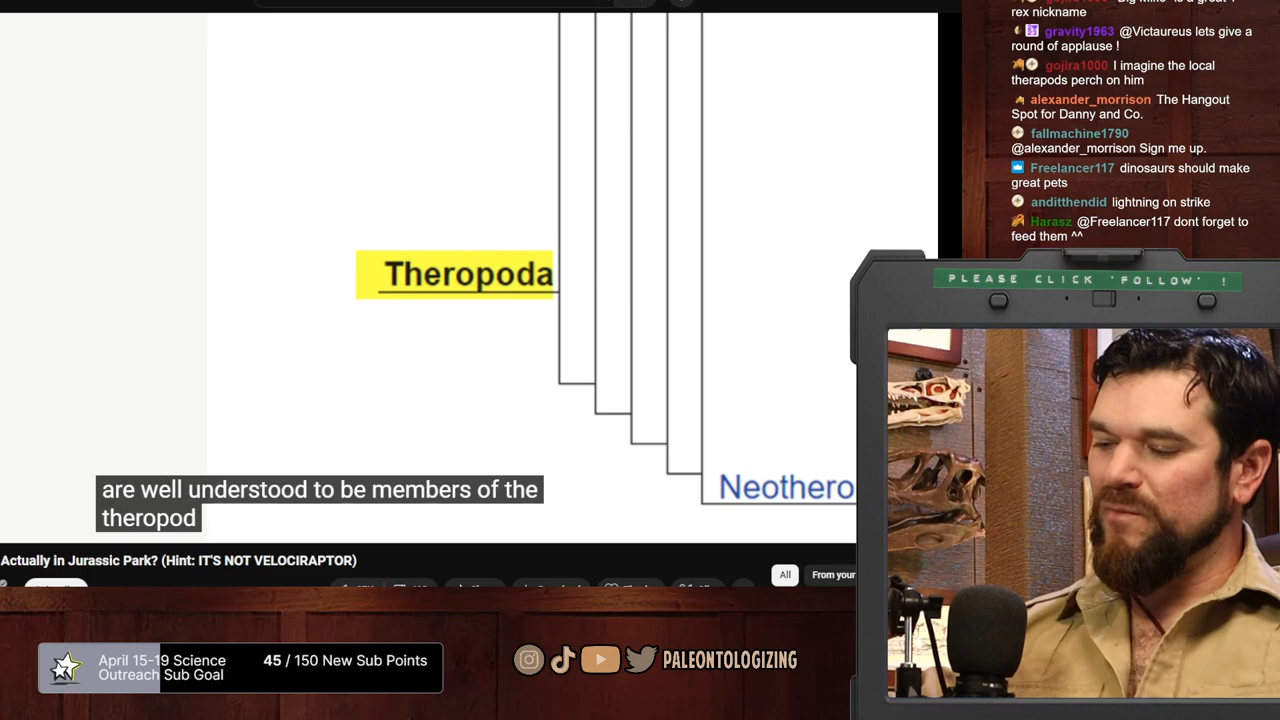 rex nickname
gravity1963 @Victaureus lets give a
round of applause !
gojira1000 I imagine the local
therapods perch on him
alexander_morrison The Hangout
Spot for Danny and Co.
fallmachine1790
@alexander_morrison Sign me up.
Freelancer117 dinosaurs should make
great pets
anditthendid lightning on strike
Harasz @Freelancer117 dont forget to
feed them ^^
PLEASE CLICK 'FOLLOW' !
Theropoda
Neothero
are well understood to be members of the
theropod
Actually in Jurassic Park? (Hint: IT'S NOT VELOCIRAPTOR)
All
From your
April 15-19 Science
Outreach Sub Goal
45 / 150 New Sub Points
PALEONTOLOGIZING